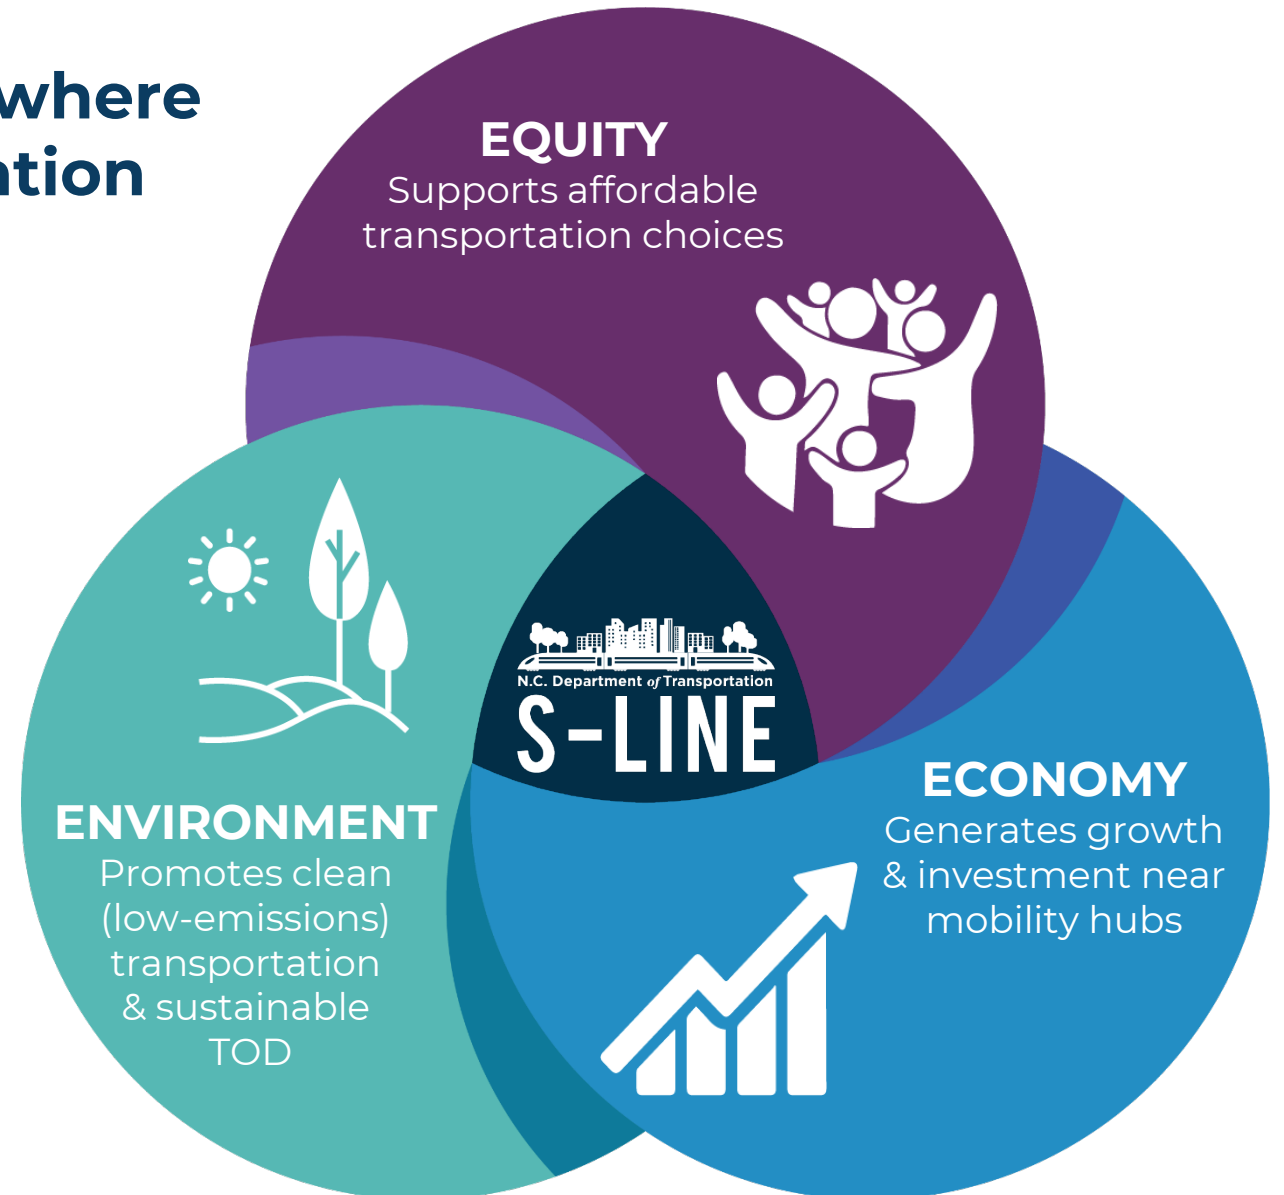 where
ation
EQUITY
Supports affordable
transportation choices
N.C. Department of Transportation
S-LINE
ENVIRONMENT
Promotes clean
(low-emissions)
transportation
& sustainable
TOD
ECONOMY
Generates growth
& investment near
mobility hubs